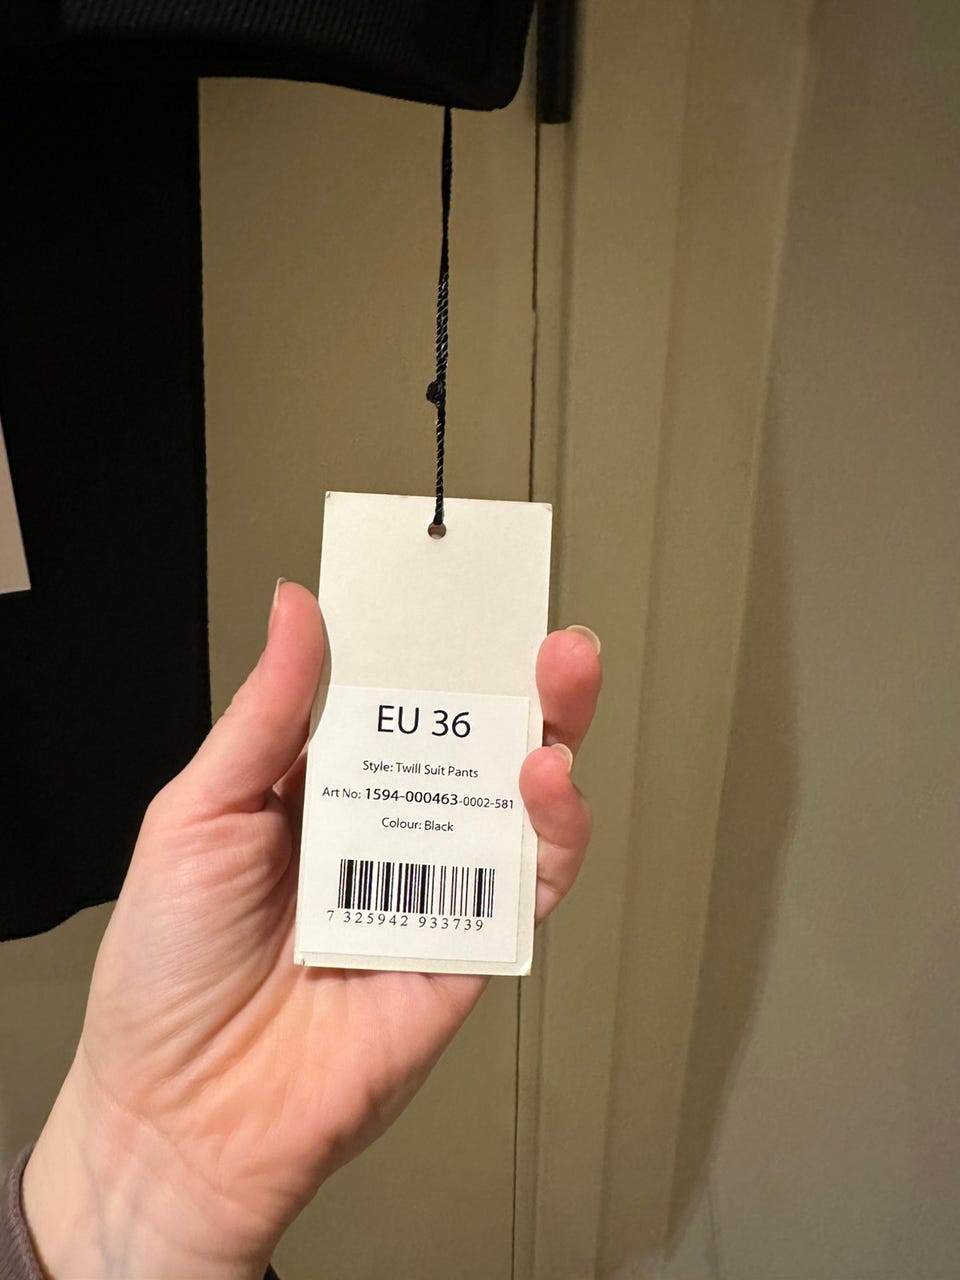 EU 36
Style: Twill Suit Pants
Art No: 1594-000463-0002-581
Colour: Black
7 325942 933739